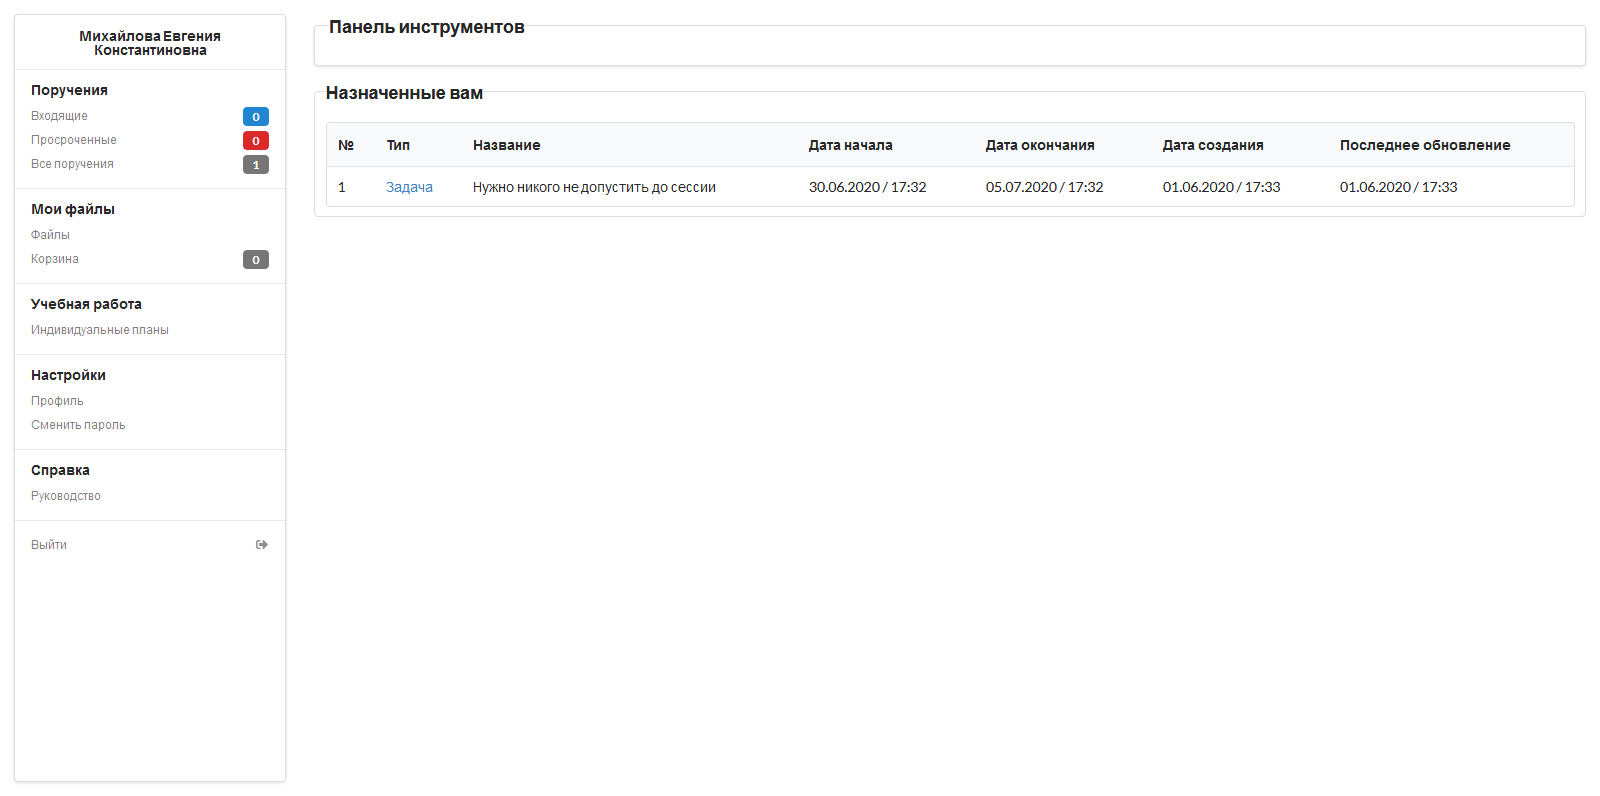 Михайлова Евгения
Константиновна
Поручения
Входящие 0
Просроченные 0
Все поручения 1
Мои файлы
Файлы
Корзина 0
Учебная работа
Индивидуальные планы
Настройки
Профиль
Сменить пароль
Справка
Руководство
Выйти
Панель инструментов
Назначенные вам
№ Тип Название Дата начала Дата окончания Дата создания Последнее обновление
1 Задача Нужно никого не допустить до сессии 30.06.2020 / 17:32 05.07.2020 / 17:32 01.06.2020 / 17:33 01.06.2020 / 17:33